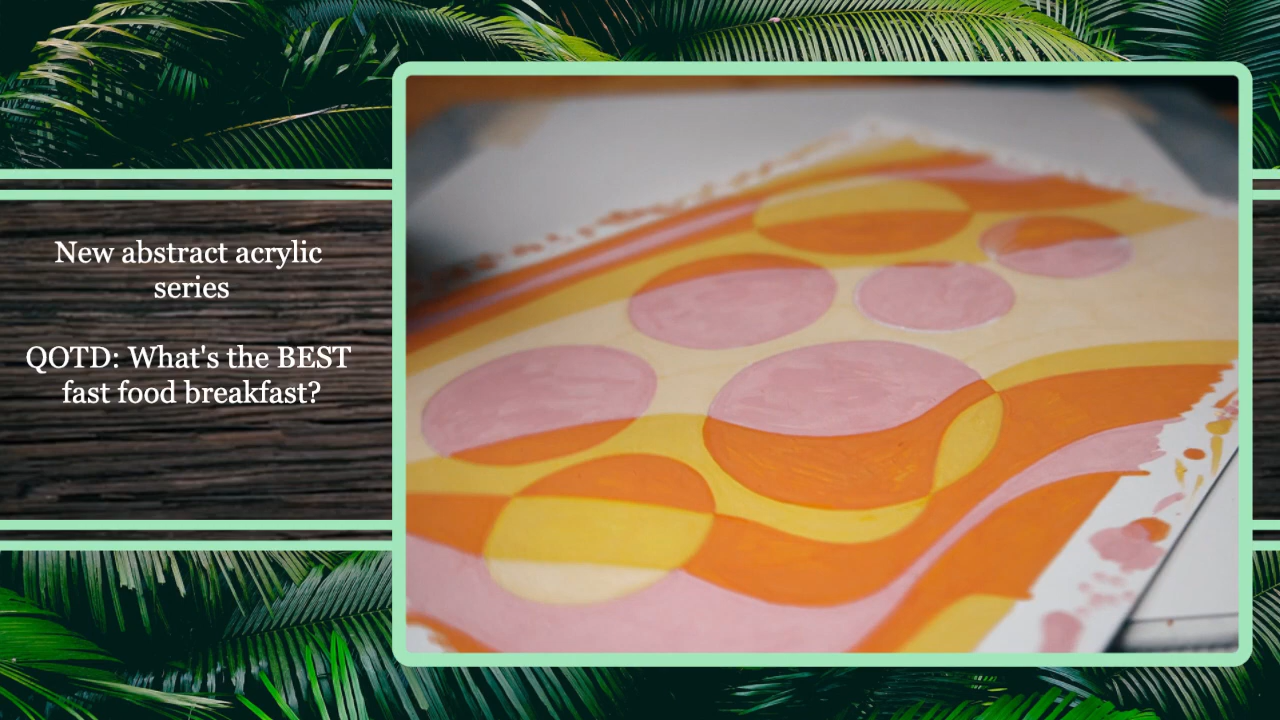 New abstract acrylic
series
QOTD: What's the BEST
fast food breakfast?